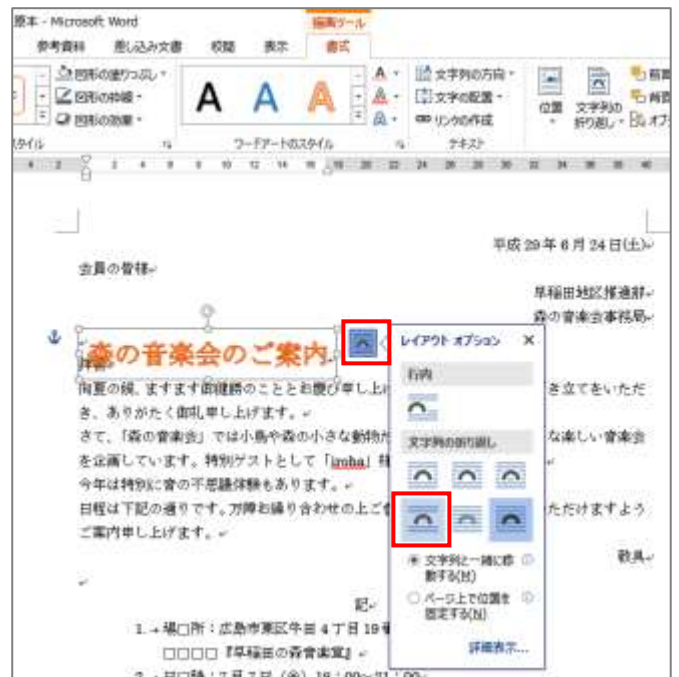 原本 - Microsoft Word
描画ツール
参考資料 差し込み文書 校閲 表示 書式
図形の塗りつぶし
図形の枠線
図形の効果
A A A
文字列の方向
文字の配置
リンクの作成
位置 文字列の折り返し
ワードアートのスタイル
テキスト
平成 29 年 6 月 24 日(土)
会員の皆様
早稲田地区推進部
森の音楽会事務局
森の音楽会のご案内
レイアウト オプション ×
行内
文字列の折り返し
向夏の候、ますます御健勝のこととお慶び申し上げ
き立てをいただ
き、ありがたく御礼申し上げます。
さて、「森の音楽会」では小鳥や森の小さな動物た
な楽しい音楽会
を企画しています。特別ゲストとして「iroha」様
今年は特別に音の不思議体験もあります。
日程は下記の通りです。万障お繰り合わせの上ご
いただけますよう
ご案内申し上げます。
文字列と一緒に移動する(M)
ページ上で位置を固定する(N)
詳細表示...
敬具
記
1.→場□所：広島市東区牛田 4 丁目 19 番
□□□□『早稲田の森音楽室』
2.→日□時：7 月 7 日（金）18：00～21：00